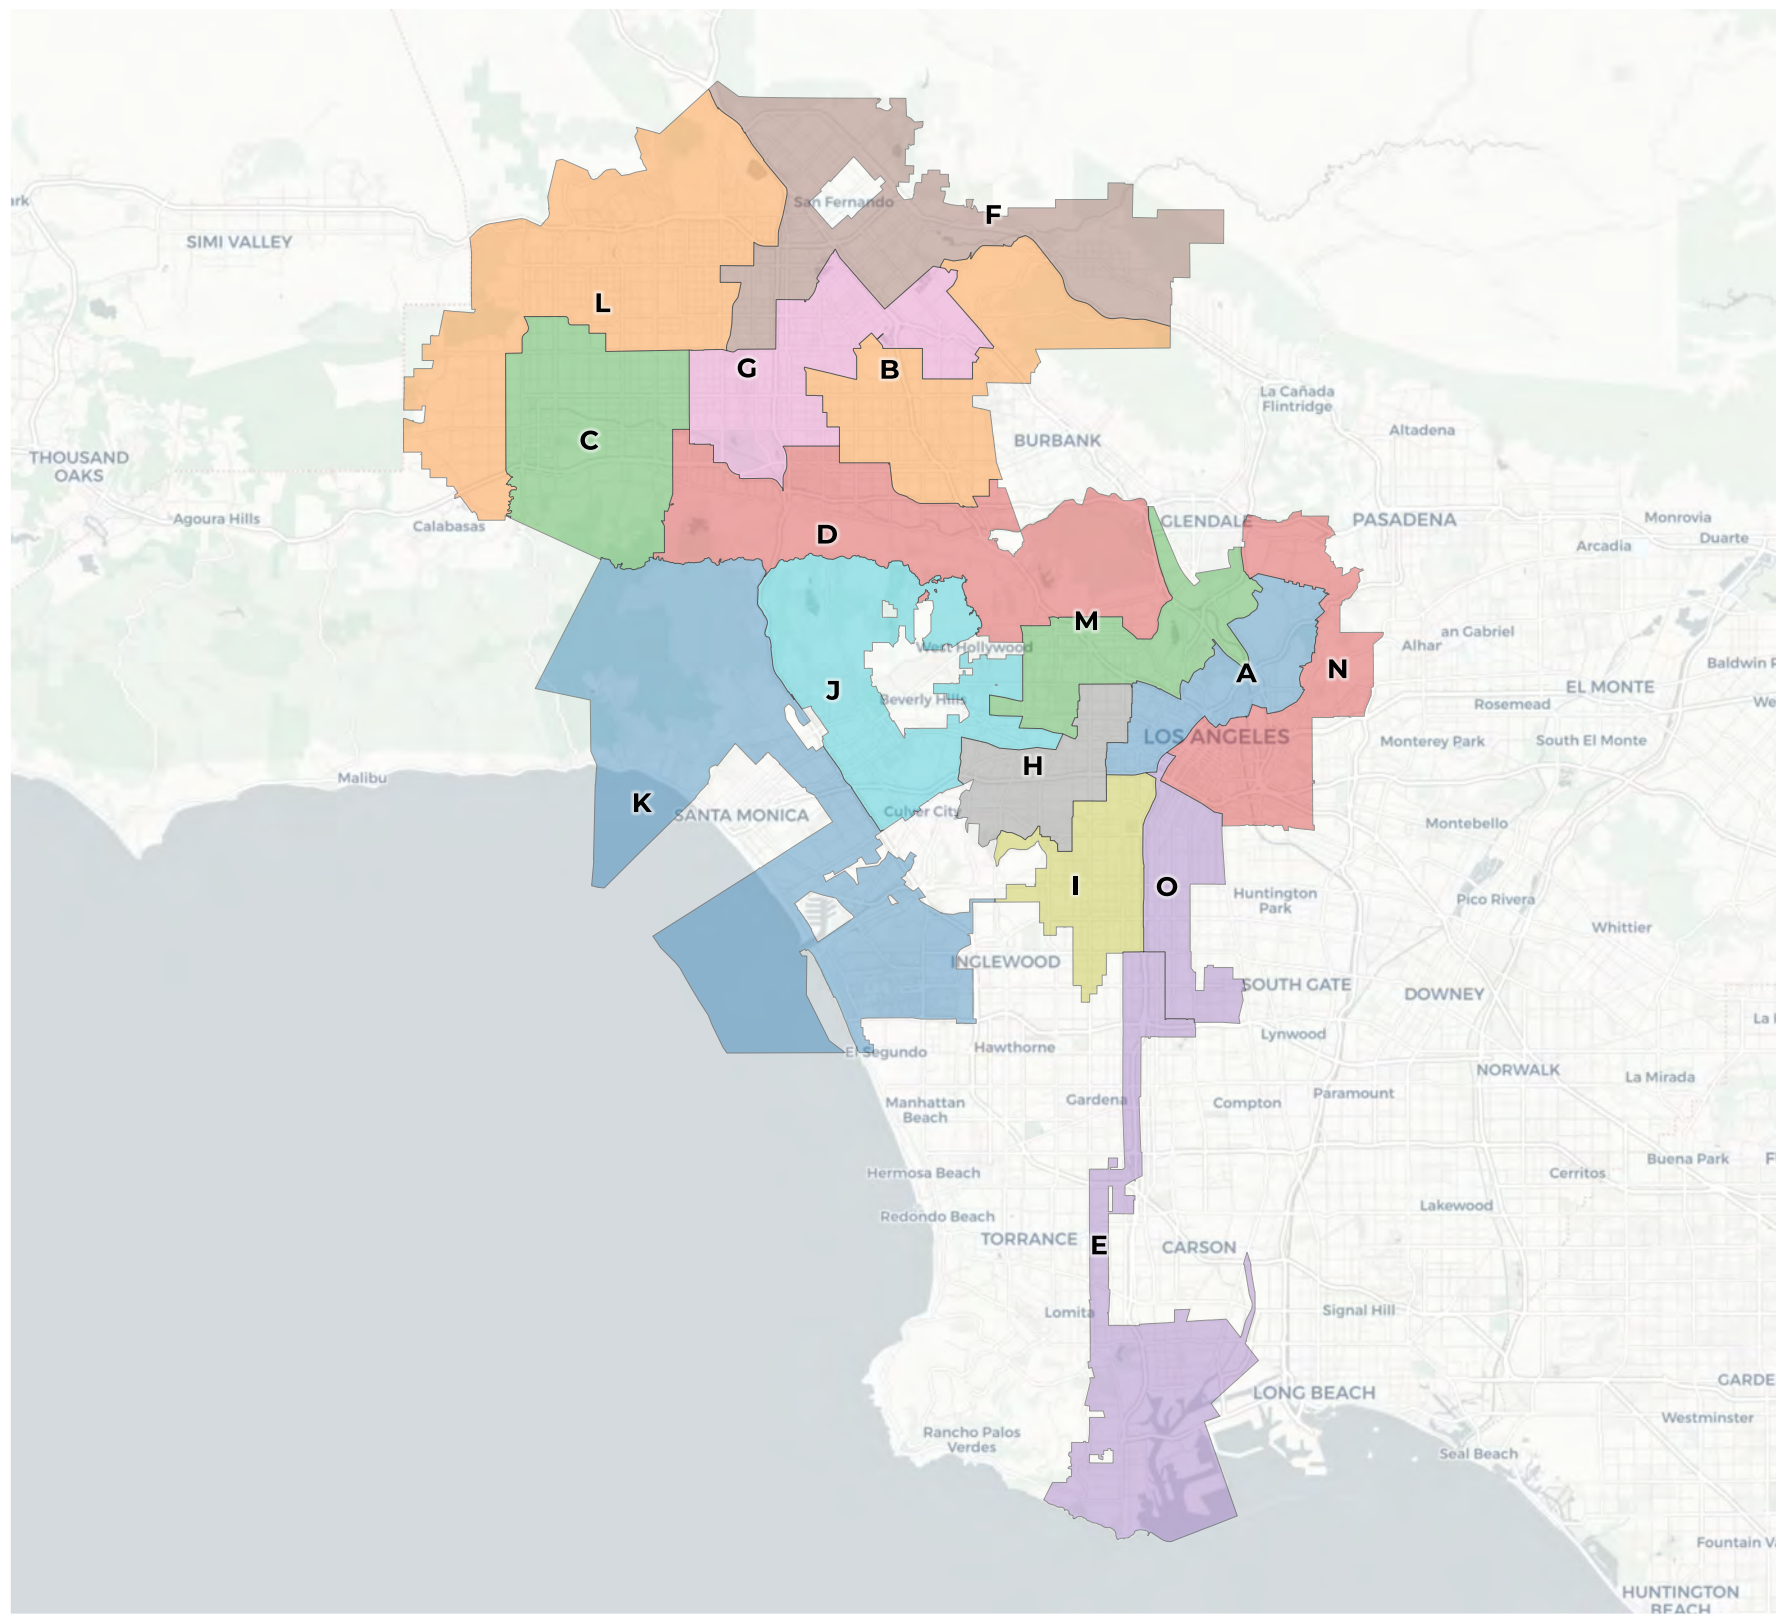 ark
San Fernando
F
SIMI VALLEY
L
G
B
La Cañada
Flintridge
Altadena
C
BURBANK
THOUSAND
OAKS
Agoura Hills
Calabasas
D
GLENDALE
PASADENA
Monrovia
Duarte
Arcadia
M
an Gabriel
Alhar
West Hollywood
A
N
Baldwin P
J
Beverly Hills
EL MONTE
Rosemead
We
LOS ANGELES
Monterey Park
South El Monte
H
Malibu
K
SANTA MONICA
Culver City
Montebello
I
O
Huntington
Park
Pico Rivera
Whittier
INGLEWOOD
SOUTH GATE
DOWNEY
La
Lynwood
El Segundo
Hawthorne
NORWALK
La Mirada
Manhattan
Beach
Gardena
Compton
Paramount
Hermosa Beach
Cerritos
Buena Park
F
Redondo Beach
Lakewood
TORRANCE
E
CARSON
Lomita
Signal Hill
LONG BEACH
GARDE
Rancho Palos
Verdes
Westminster
Seal Beach
Fountain Va
HUNTINGTON
BEACH